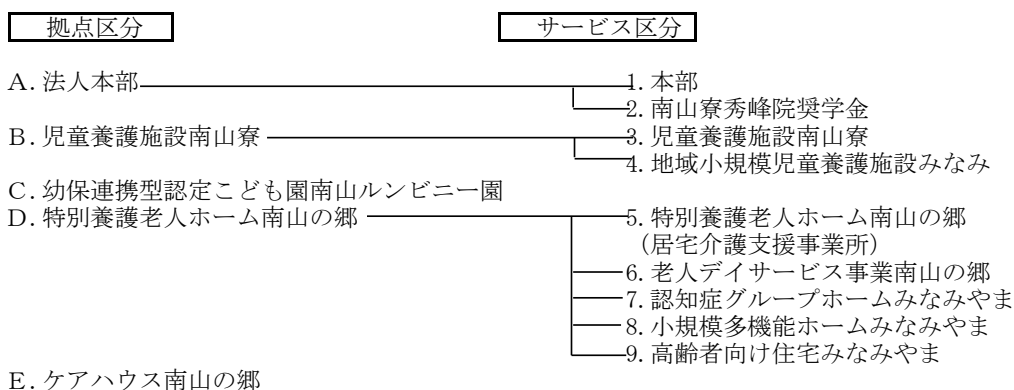 拠点区分 サービス区分
A.法人本部 1.本部
2.南山寮秀峰院奨学金
B.児童養護施設南山寮 3.児童養護施設南山寮
4.地域小規模児童養護施設みなみ
C.幼保連携型認定こども園南山ルンビニー園
D.特別養護老人ホーム南山の郷 5.特別養護老人ホーム南山の郷
(居宅介護支援事業所)
6.老人デイサービス事業南山の郷
7.認知症グループホームみなみやま
8.小規模多機能ホームみなみやま
9.高齢者向け住宅みなみやま
E.ケアハウス南山の郷